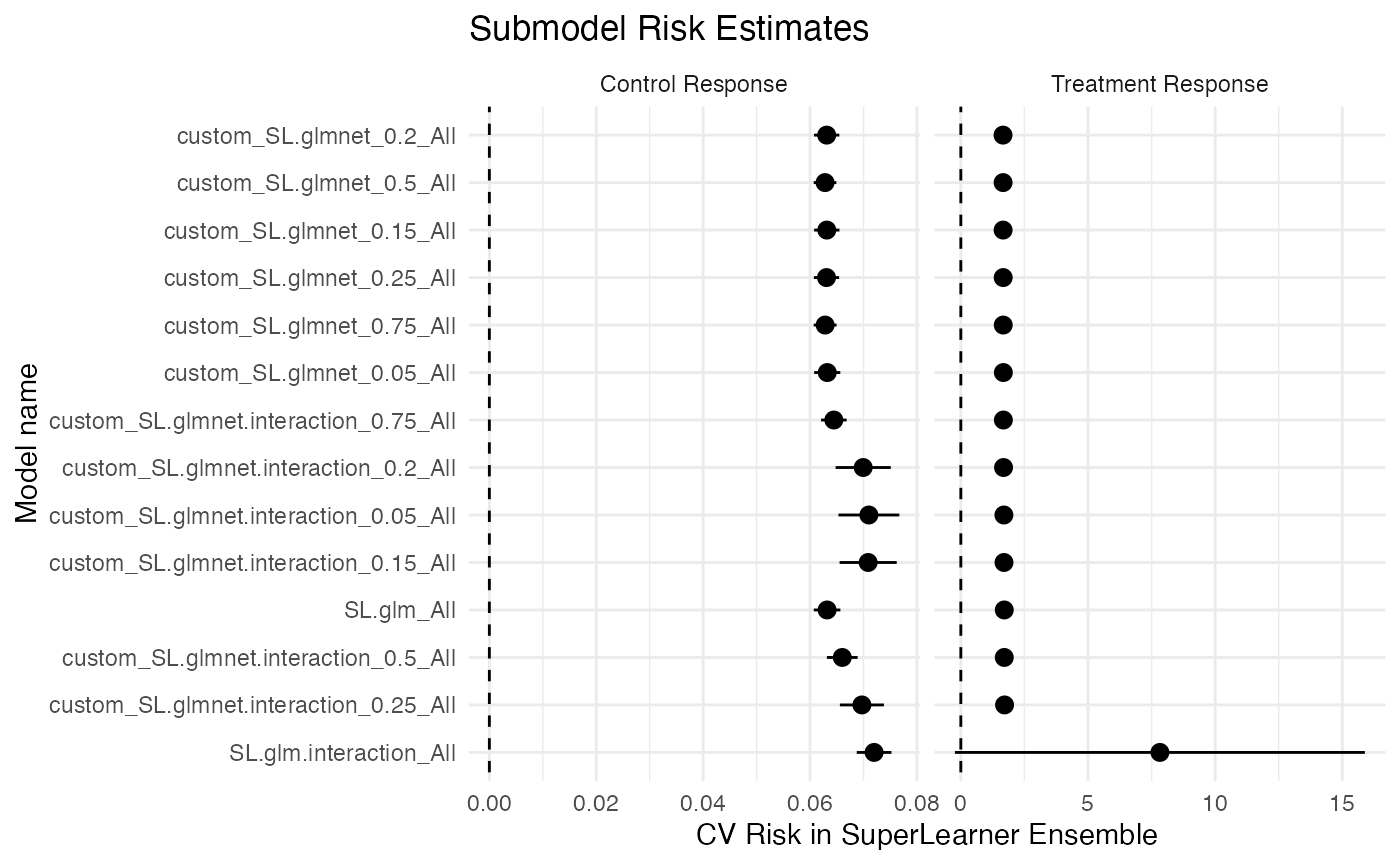 Submodel Risk Estimates
Control Response
Treatment Response
Model name
custom_SL.glmnet_0.2_All
custom_SL.glmnet_0.5_All
custom_SL.glmnet_0.15_All
custom_SL.glmnet_0.25_All
custom_SL.glmnet_0.75_All
custom_SL.glmnet_0.05_All
custom_SL.glmnet.interaction_0.75_All
custom_SL.glmnet.interaction_0.2_All
custom_SL.glmnet.interaction_0.05_All
custom_SL.glmnet.interaction_0.15_All
SL.glm_All
custom_SL.glmnet.interaction_0.5_All
custom_SL.glmnet.interaction_0.25_All
SL.glm.interaction_All
0.00 0.02 0.04 0.06 0.08 0 5 10 15
CV Risk in SuperLearner Ensemble